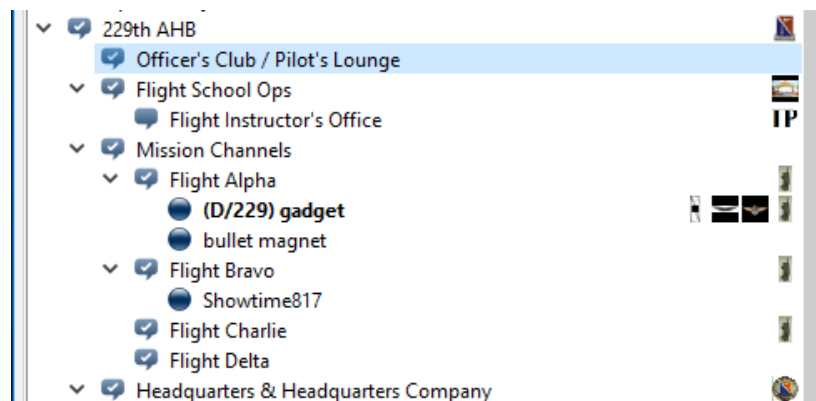 229th AHB
Officer's Club / Pilot's Lounge
Flight School Ops
Flight Instructor's Office IP
Mission Channels
Flight Alpha
(D/229) gadget
bullet magnet
Flight Bravo
Showtime817
Flight Charlie
Flight Delta
Headquarters & Headquarters Company